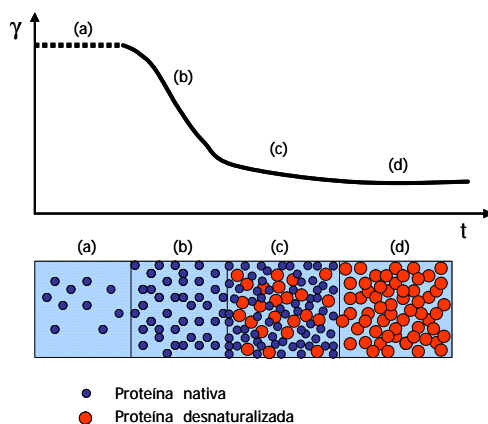 γ
(a)
(b)
(c)
(d)
t
(a) (b) (c) (d)
Proteína nativa
Proteína desnaturalizada